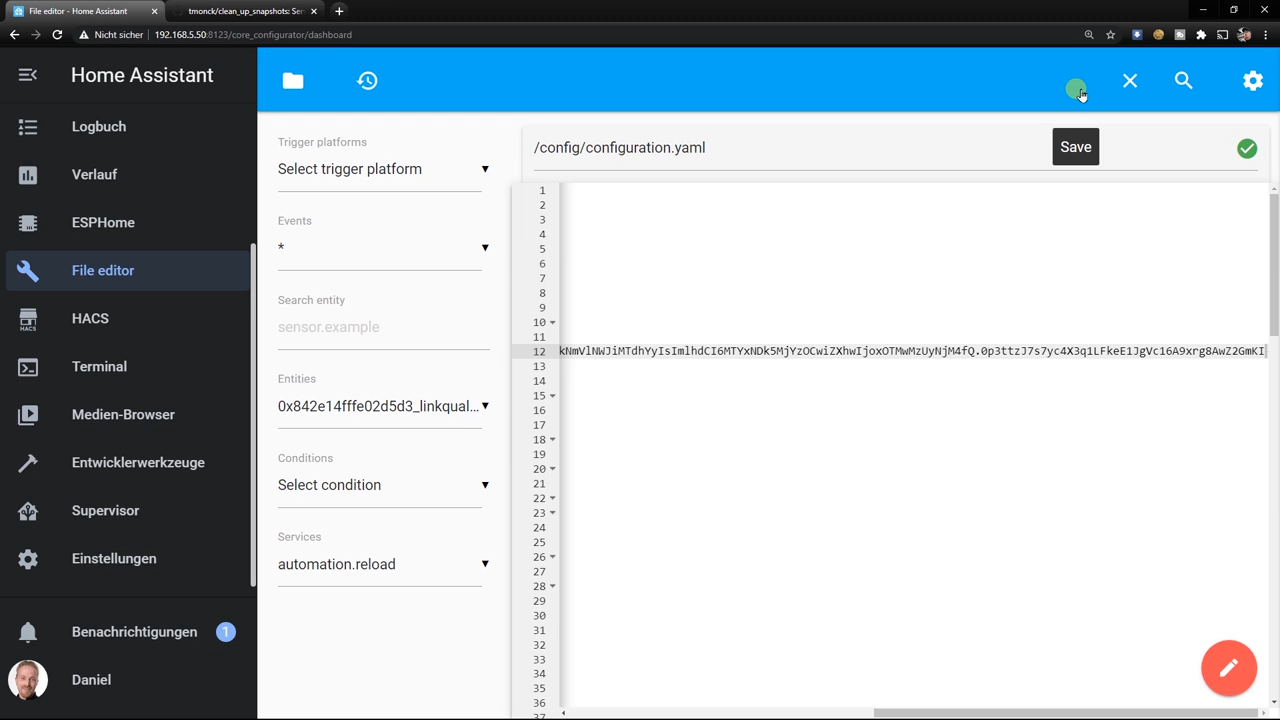 File editor - Home Assistant
tmonck/clean_up_snapshots: Sen
Nicht sicher
192.168.5.50:8123/core_configurator/dashboard
Home Assistant
Logbuch
Verlauf
ESPHome
File editor
HACS
HACS
Terminal
Medien-Browser
Entwicklerwerkzeuge
Supervisor
Einstellungen
Benachrichtigungen
1
Daniel
Trigger platforms
Select trigger platform
Events
*
Search entity
sensor.example
Entities
0x842e14fffe02d5d3_linkqual...
Conditions
Select condition
Services
automation.reload
/config/configuration.yaml
Save
1
2
3
4
5
6
7
8
9
10
11
12
13
14
15
16
17
18
19
20
21
22
23
24
25
26
27
28
29
30
31
32
33
34
35
36
37